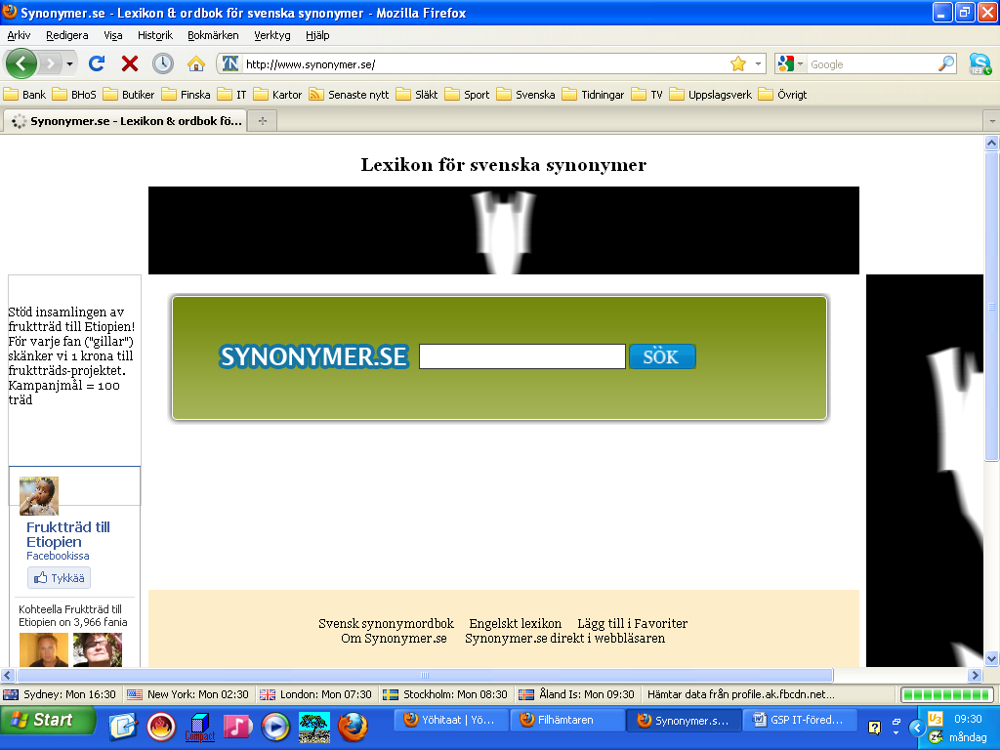 Synonymer.se - Lexikon & ordbok för svenska synonymer - Mozilla Firefox
Arkiv Redigera Visa Historik Bokmärken Verktyg Hjälp
http://www.synonymer.se/ Google
Bank BHoS Butiker Finska IT Kartor Senaste nytt Släkt Sport Svenska Tidningar TV Uppslagsverk Övrigt
Synonymer.se - Lexikon & ordbok fö...
Lexikon för svenska synonymer
SYNONYMER.SE SÖK
Stöd insamlingen av
fruktträd till Etiopien!
För varje fan ("gillar")
skänker vi 1 krona till
fruktträds-projektet.
Kampanjmål = 100
träd
Fruktträd till
Etiopien
Facebookissa
Tykkää
Kohteella Fruktträd till
Etiopien on 3,966 fania
Svensk synonymordbok Engelskt lexikon Lägg till i Favoriter
Om Synonymer.se Synonymer.se direkt i webbläsaren
Sydney: Mon 16:30 New York: Mon 02:30 London: Mon 07:30 Stockholm: Mon 08:30 Åland Is: Mon 09:30 Hämtar data från profile.ak.fbcdn.net...
Start Compact Yöhitaat | Yö... Filhämtaren Synonymer.s... GSP IT-föred... 09:30
måndag